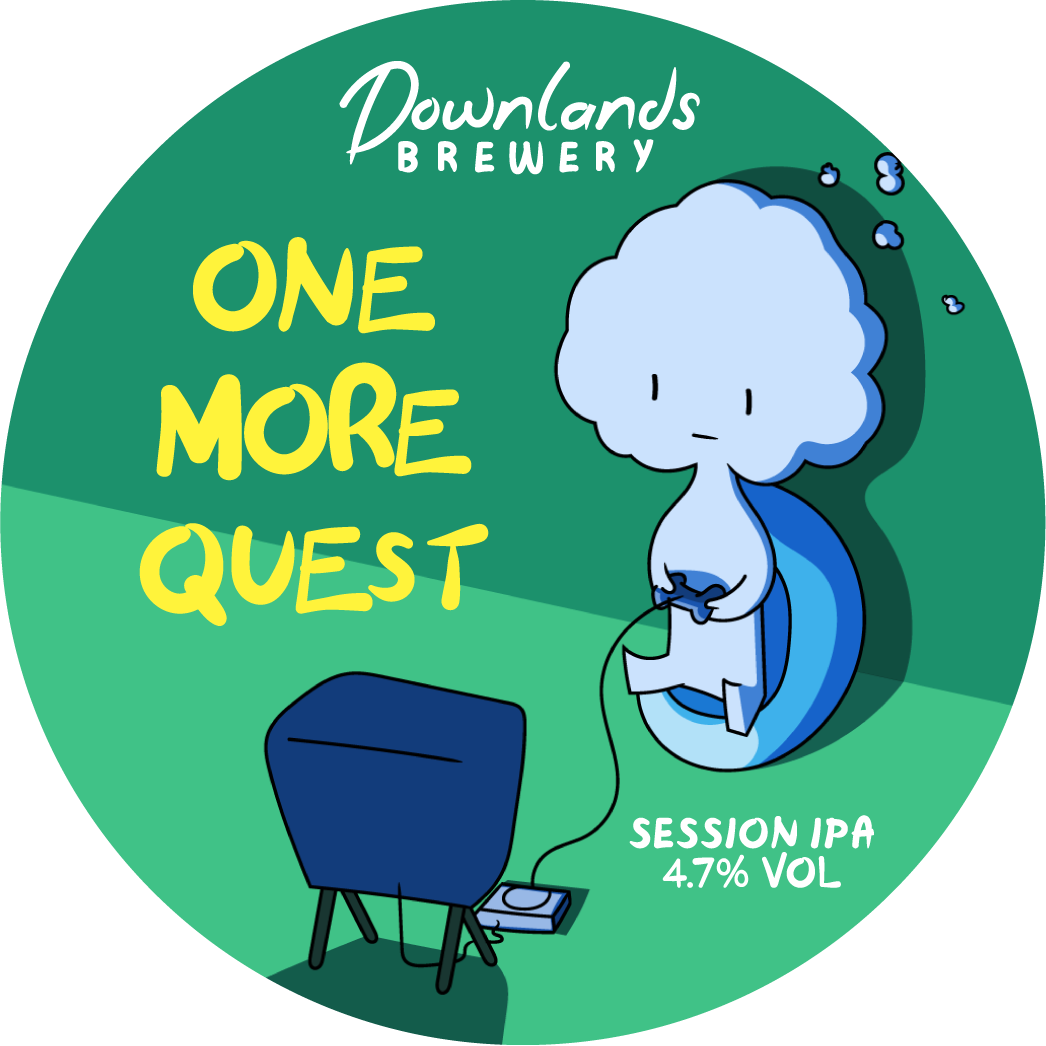 Downlands
BREWERY
ONE
MORE
QUEST
SESSION IPA
4.7% VOL